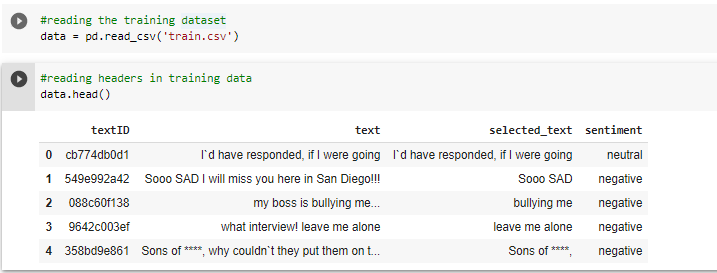 #reading the training dataset
data = pd.read_csv('train.csv')
#reading headers in training data
data.head()
textID text selected_text sentiment
0 cb774db0d1 I`d have responded, if I were going I`d have responded, if I were going neutral
1 549e992a42 Sooo SAD I will miss you here in San Diego!!! Sooo SAD negative
2 088c60f138 my boss is bullying me... bullying me negative
3 9642c003ef what interview! leave me alone leave me alone negative
4 358bd9e861 Sons of ****, why couldn`t they put them on t... Sons of ****, negative